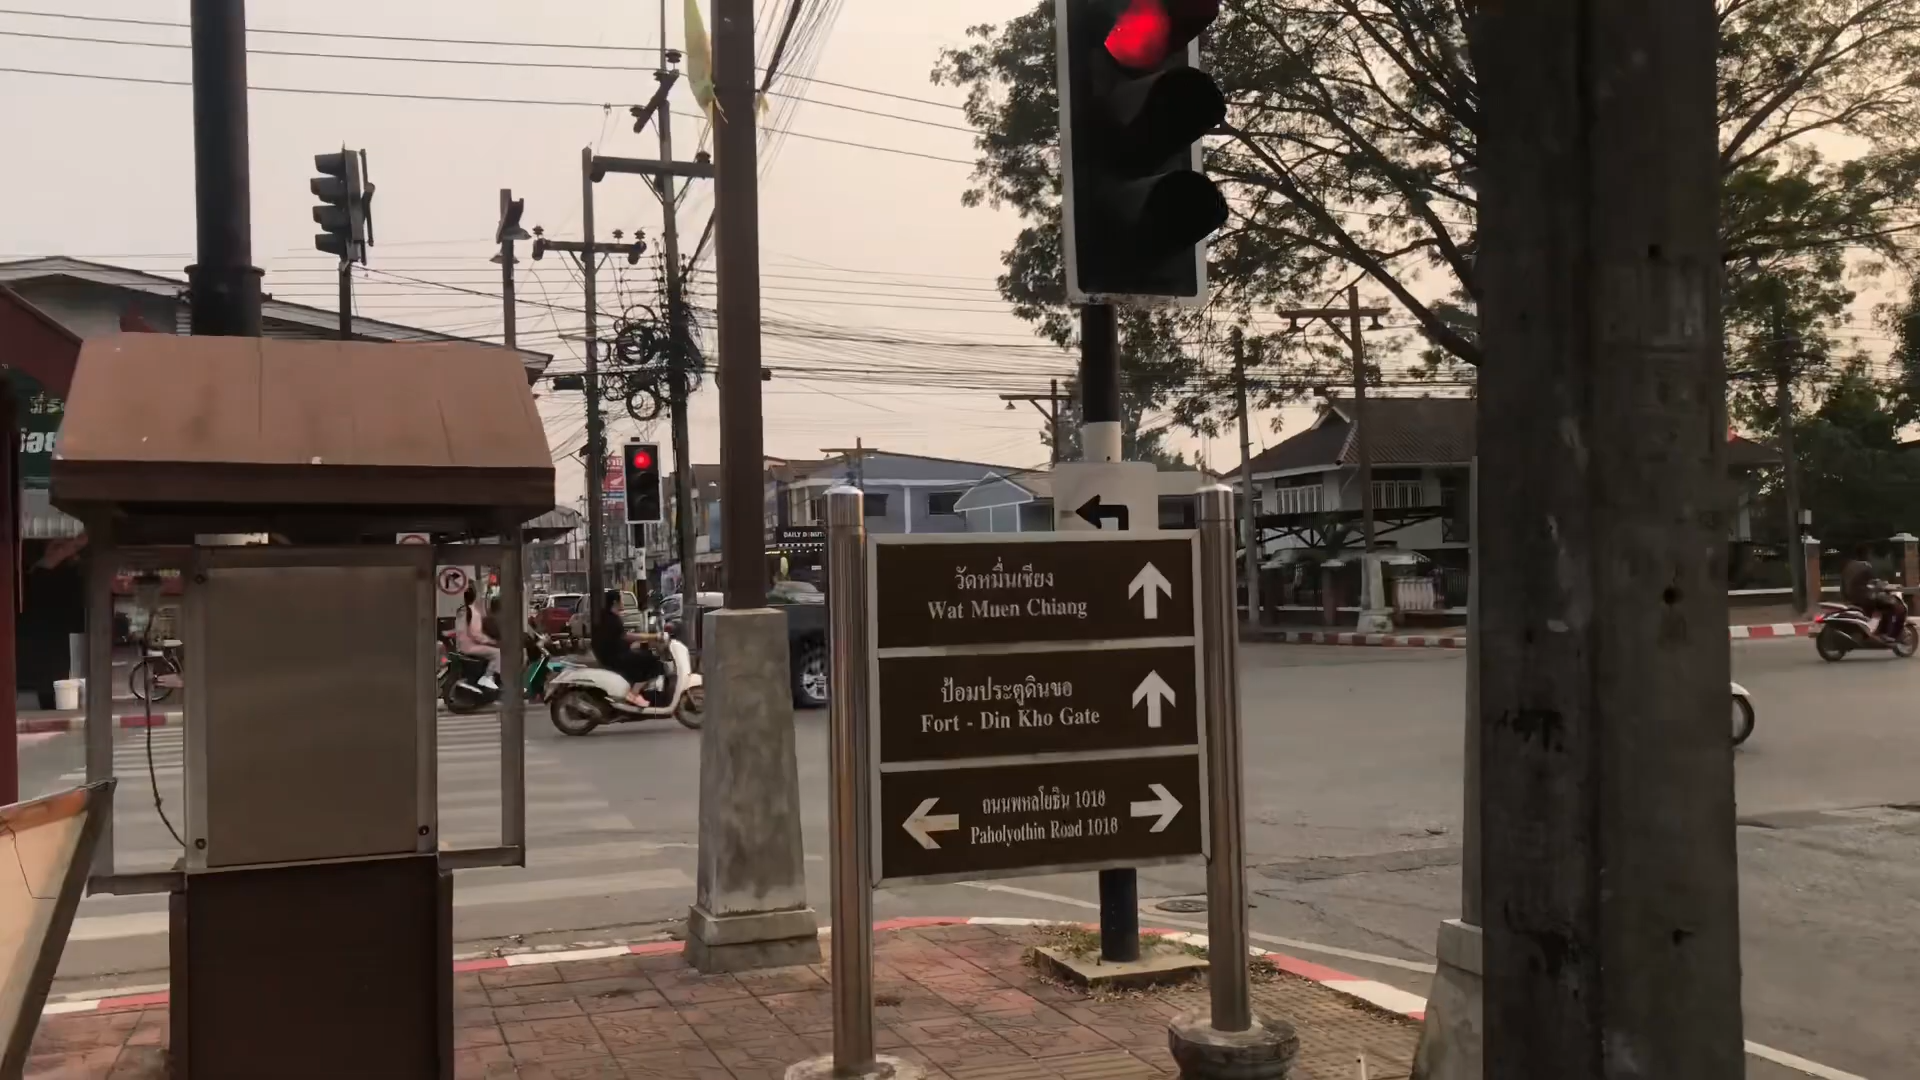 วัดหมื่นเชียง
Wat Muen Chiang
ป้อมประตูดินขอ
Fort - Din Kho Gate
ถนนพหลโยธิน 1018
Paholyothin Road 1018
DAILY DONUT